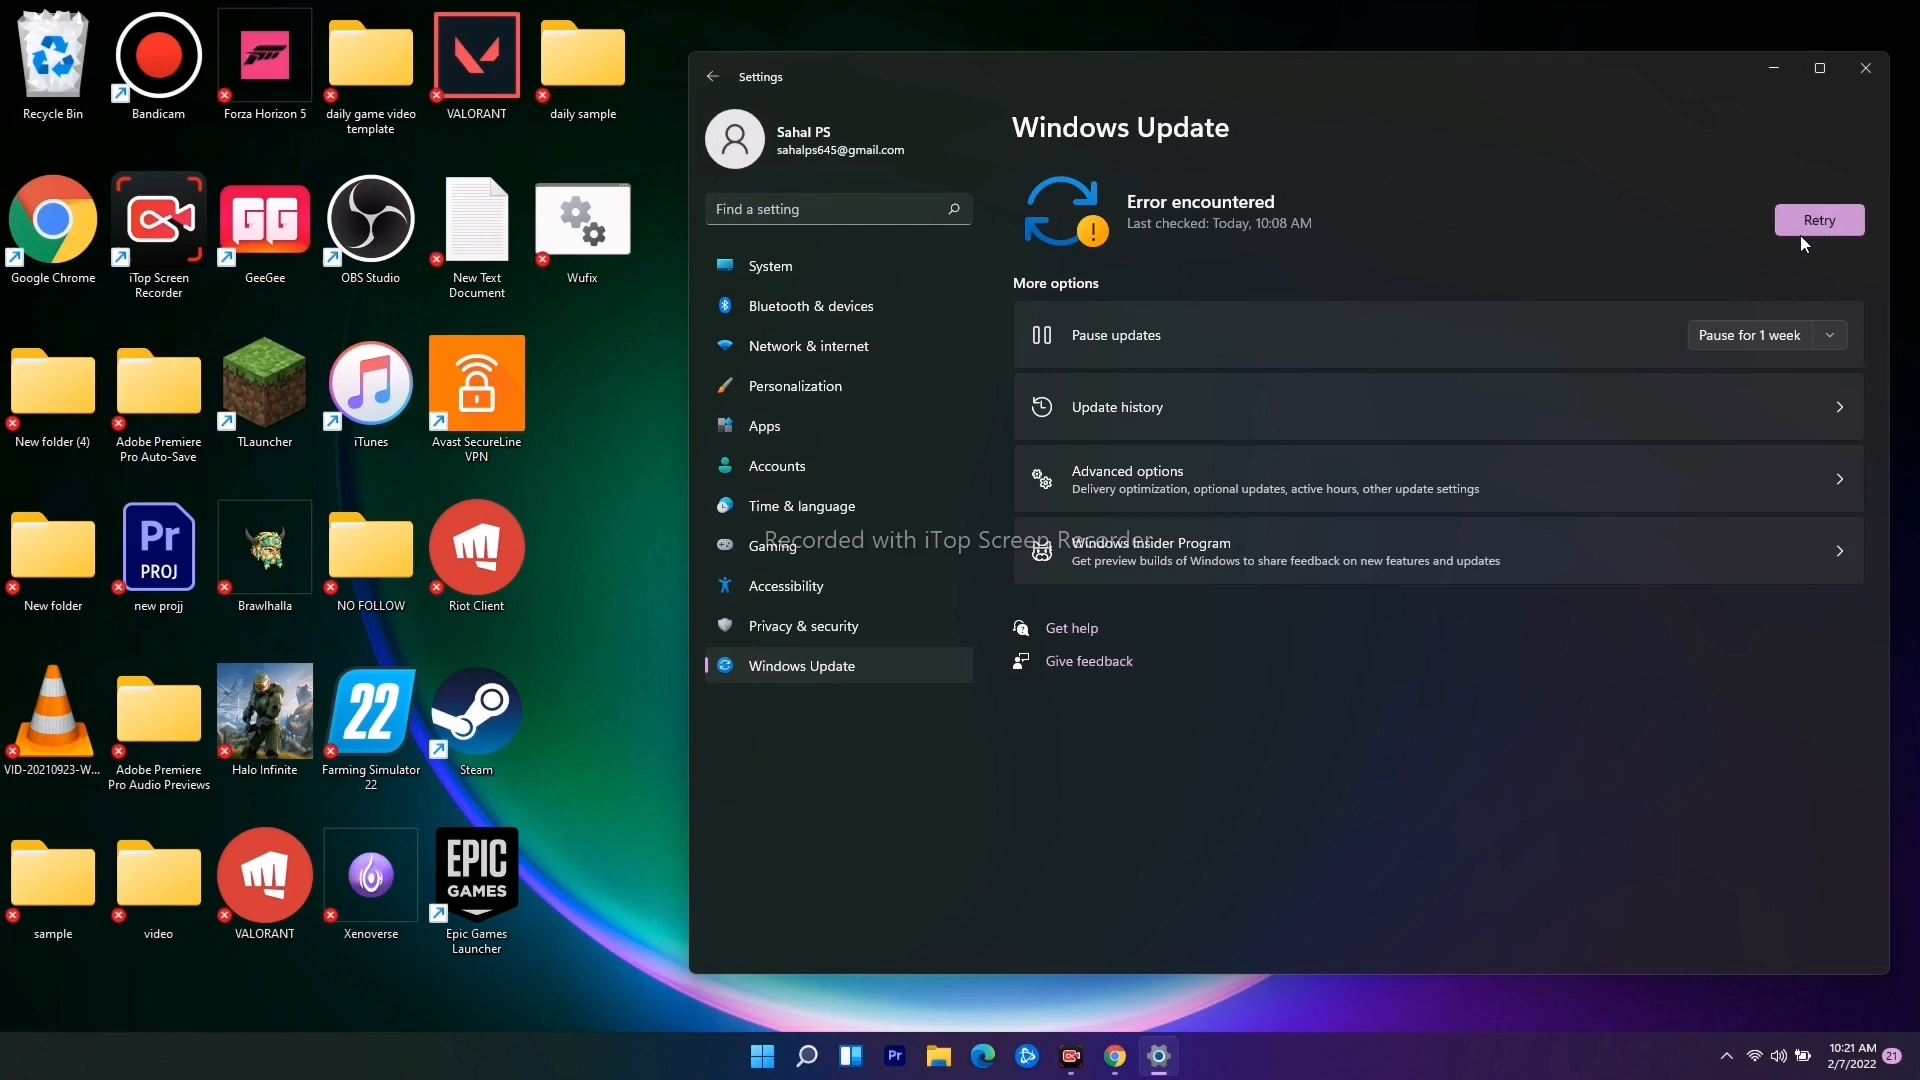 Recycle Bin
Bandicam
Forza Horizon 5
daily game video
template
VALORANT
daily sample
Google Chrome
iTop Screen
Recorder
GG
GeeGee
OBS Studio
New Text
Document
Wufix
New folder (4)
Adobe Premiere
Pro Auto-Save
TLauncher
iTunes
Avast SecureLine
VPN
Pr
PROJ
New folder
new projj
Brawlhalla
NO FOLLOW
Riot Client
22
VID-20210923-W...
Adobe Premiere
Pro Audio Previews
Halo Infinite
Farming Simulator
22
Steam
EPIC
GAMES
sample
video
VALORANT
Xenoverse
Epic Games
Launcher
Settings
Sahal PS
sahalps645@gmail.com
Find a setting
System
Bluetooth & devices
Network & internet
Personalization
Apps
Accounts
Time & language
Gaming
Accessibility
Privacy & security
Windows Update
Windows Update
Error encountered
Last checked: Today, 10:08 AM
Retry
More options
Pause updates
Pause for 1 week
Update history
Advanced options
Delivery optimization, optional updates, active hours, other update settings
Recorded with iTop Screen Recorder
Windows Insider Program
Get preview builds of Windows to share feedback on new features and updates
Get help
Give feedback
Pr
10:21 AM
2/7/2022
21